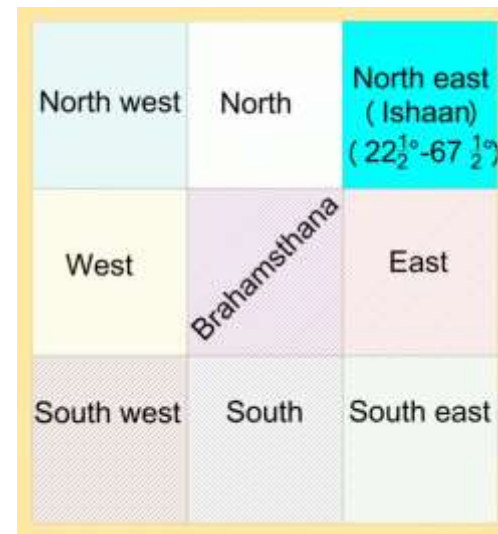 North west
North
North east
( Ishaan)
( 22½°-67 ½°)
West
Brahamsthana
East
South west
South
South east